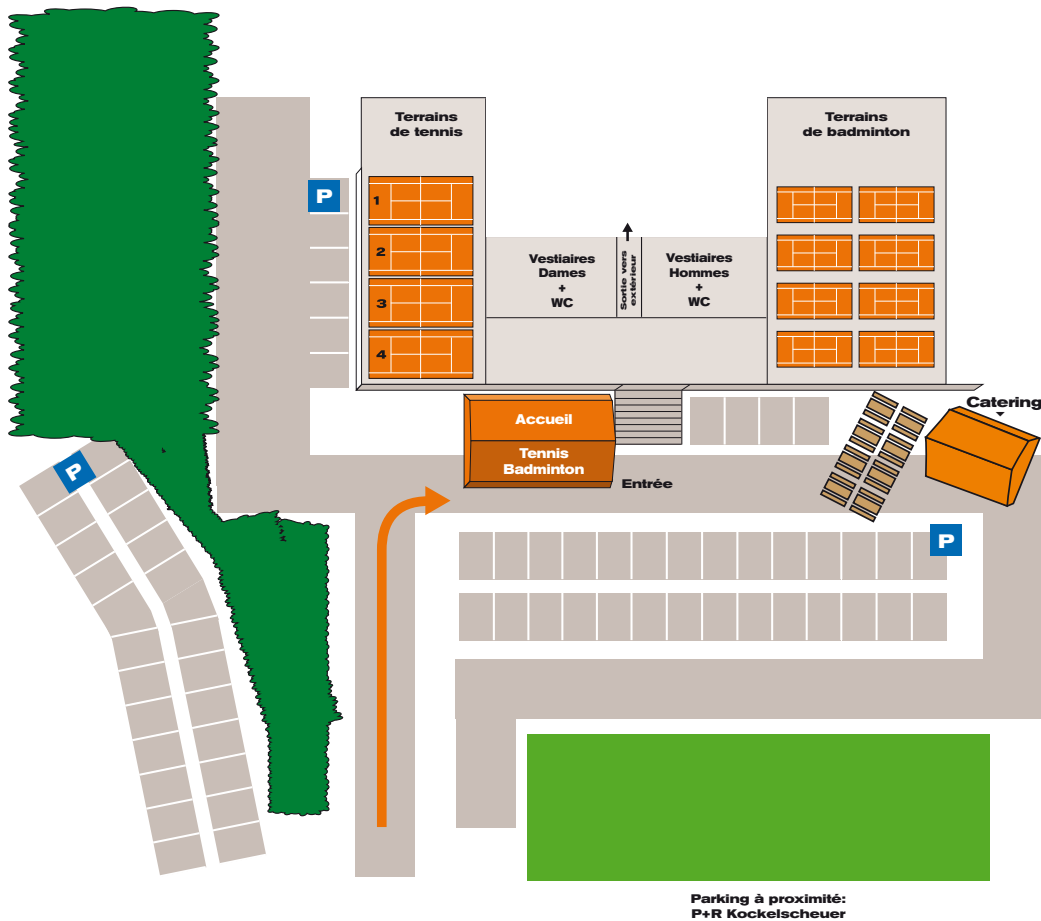 Terrains
de tennis
Terrains
de badminton
P
1
2
3
4
Vestiaires
Dames
+
WC
Sortie vers
extérieur
Vestiaires
Hommes
+
WC
Catering
Accueil
Tennis
Badminton
Entrée
P
P
Parking à proximité:
P+R Kockelscheuer